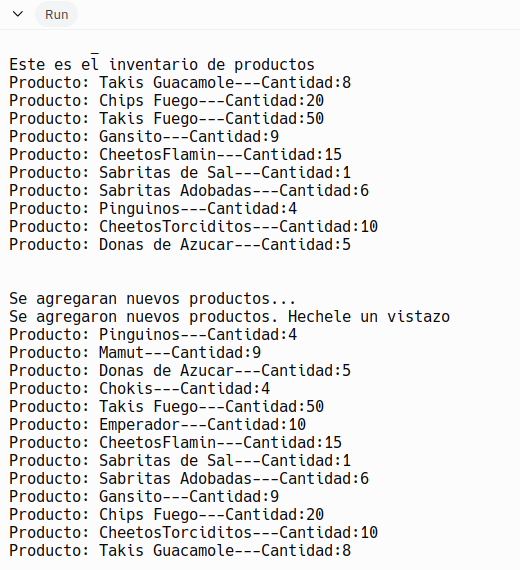 Run
_
Este es el inventario de productos
Producto: Takis Guacamole---Cantidad:8
Producto: Chips Fuego---Cantidad:20
Producto: Takis Fuego---Cantidad:50
Producto: Gansito---Cantidad:9
Producto: CheetosFlamin---Cantidad:15
Producto: Sabritas de Sal---Cantidad:1
Producto: Sabritas Adobadas---Cantidad:6
Producto: Pinguinos---Cantidad:4
Producto: CheetosTorciditos---Cantidad:10
Producto: Donas de Azucar---Cantidad:5
Se agregaran nuevos productos...
Se agregaron nuevos productos. Hechele un vistazo
Producto: Pinguinos---Cantidad:4
Producto: Mamut---Cantidad:9
Producto: Donas de Azucar---Cantidad:5
Producto: Chokis---Cantidad:4
Producto: Takis Fuego---Cantidad:50
Producto: Emperador---Cantidad:10
Producto: CheetosFlamin---Cantidad:15
Producto: Sabritas de Sal---Cantidad:1
Producto: Sabritas Adobadas---Cantidad:6
Producto: Gansito---Cantidad:9
Producto: Chips Fuego---Cantidad:20
Producto: CheetosTorciditos---Cantidad:10
Producto: Takis Guacamole---Cantidad:8